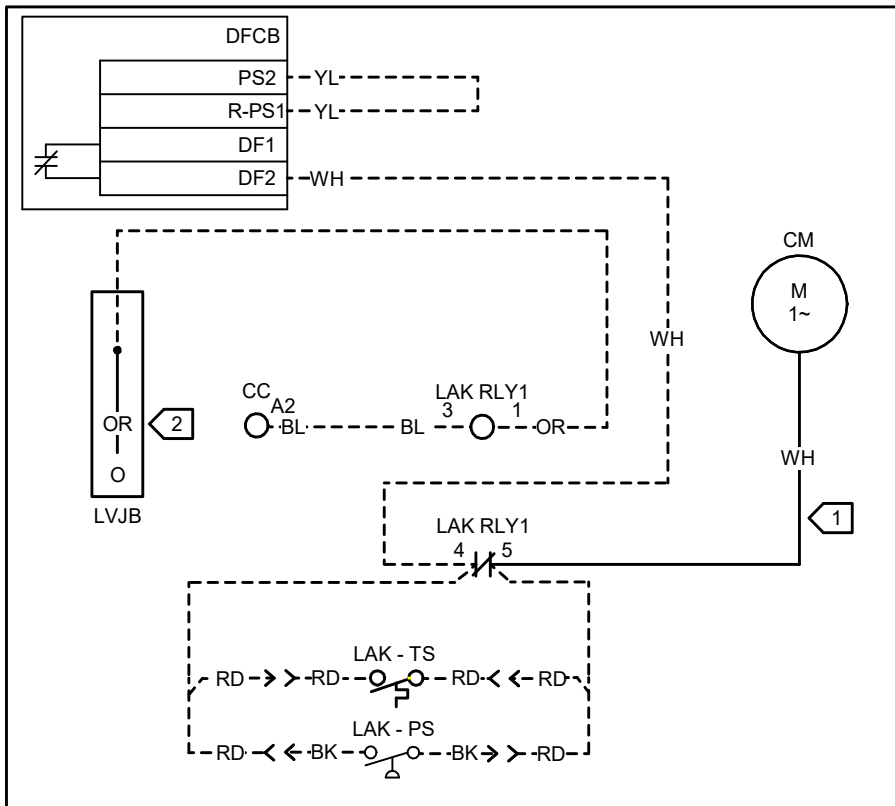 DFCB
PS2 YL
R-PS1 YL
DF1
DF2 WH
CM
M
1~
WH
CC
A2
BL BL
LAK RLY1
3 1 OR
OR 2
O
LVJB
WH
1
LAK RLY1
4 5
LAK - TS
RD RD RD RD
LAK - PS
RD BK BK RD